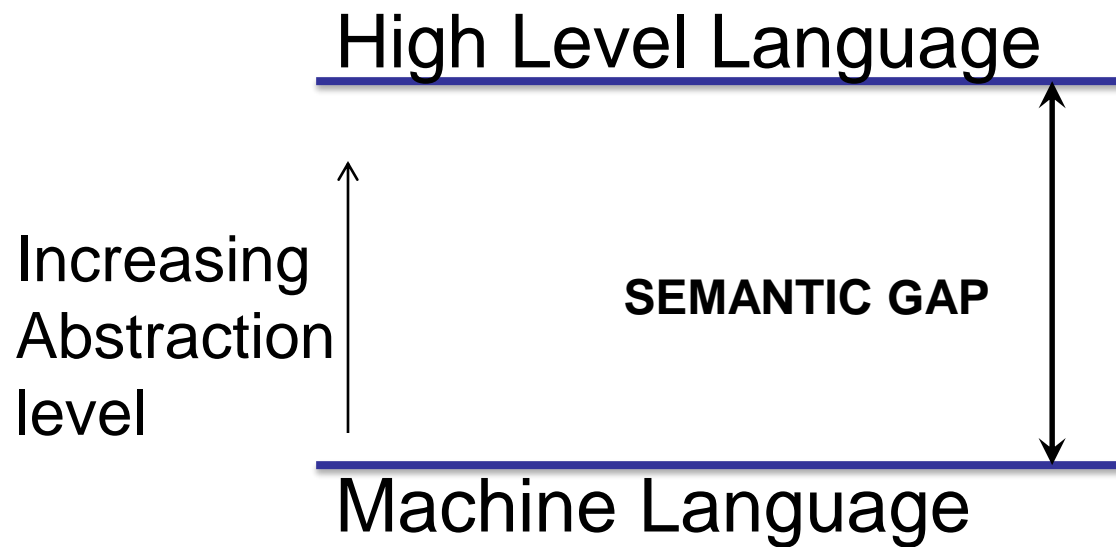 High Level Language
Increasing
Abstraction
level
SEMANTIC GAP
Machine Language